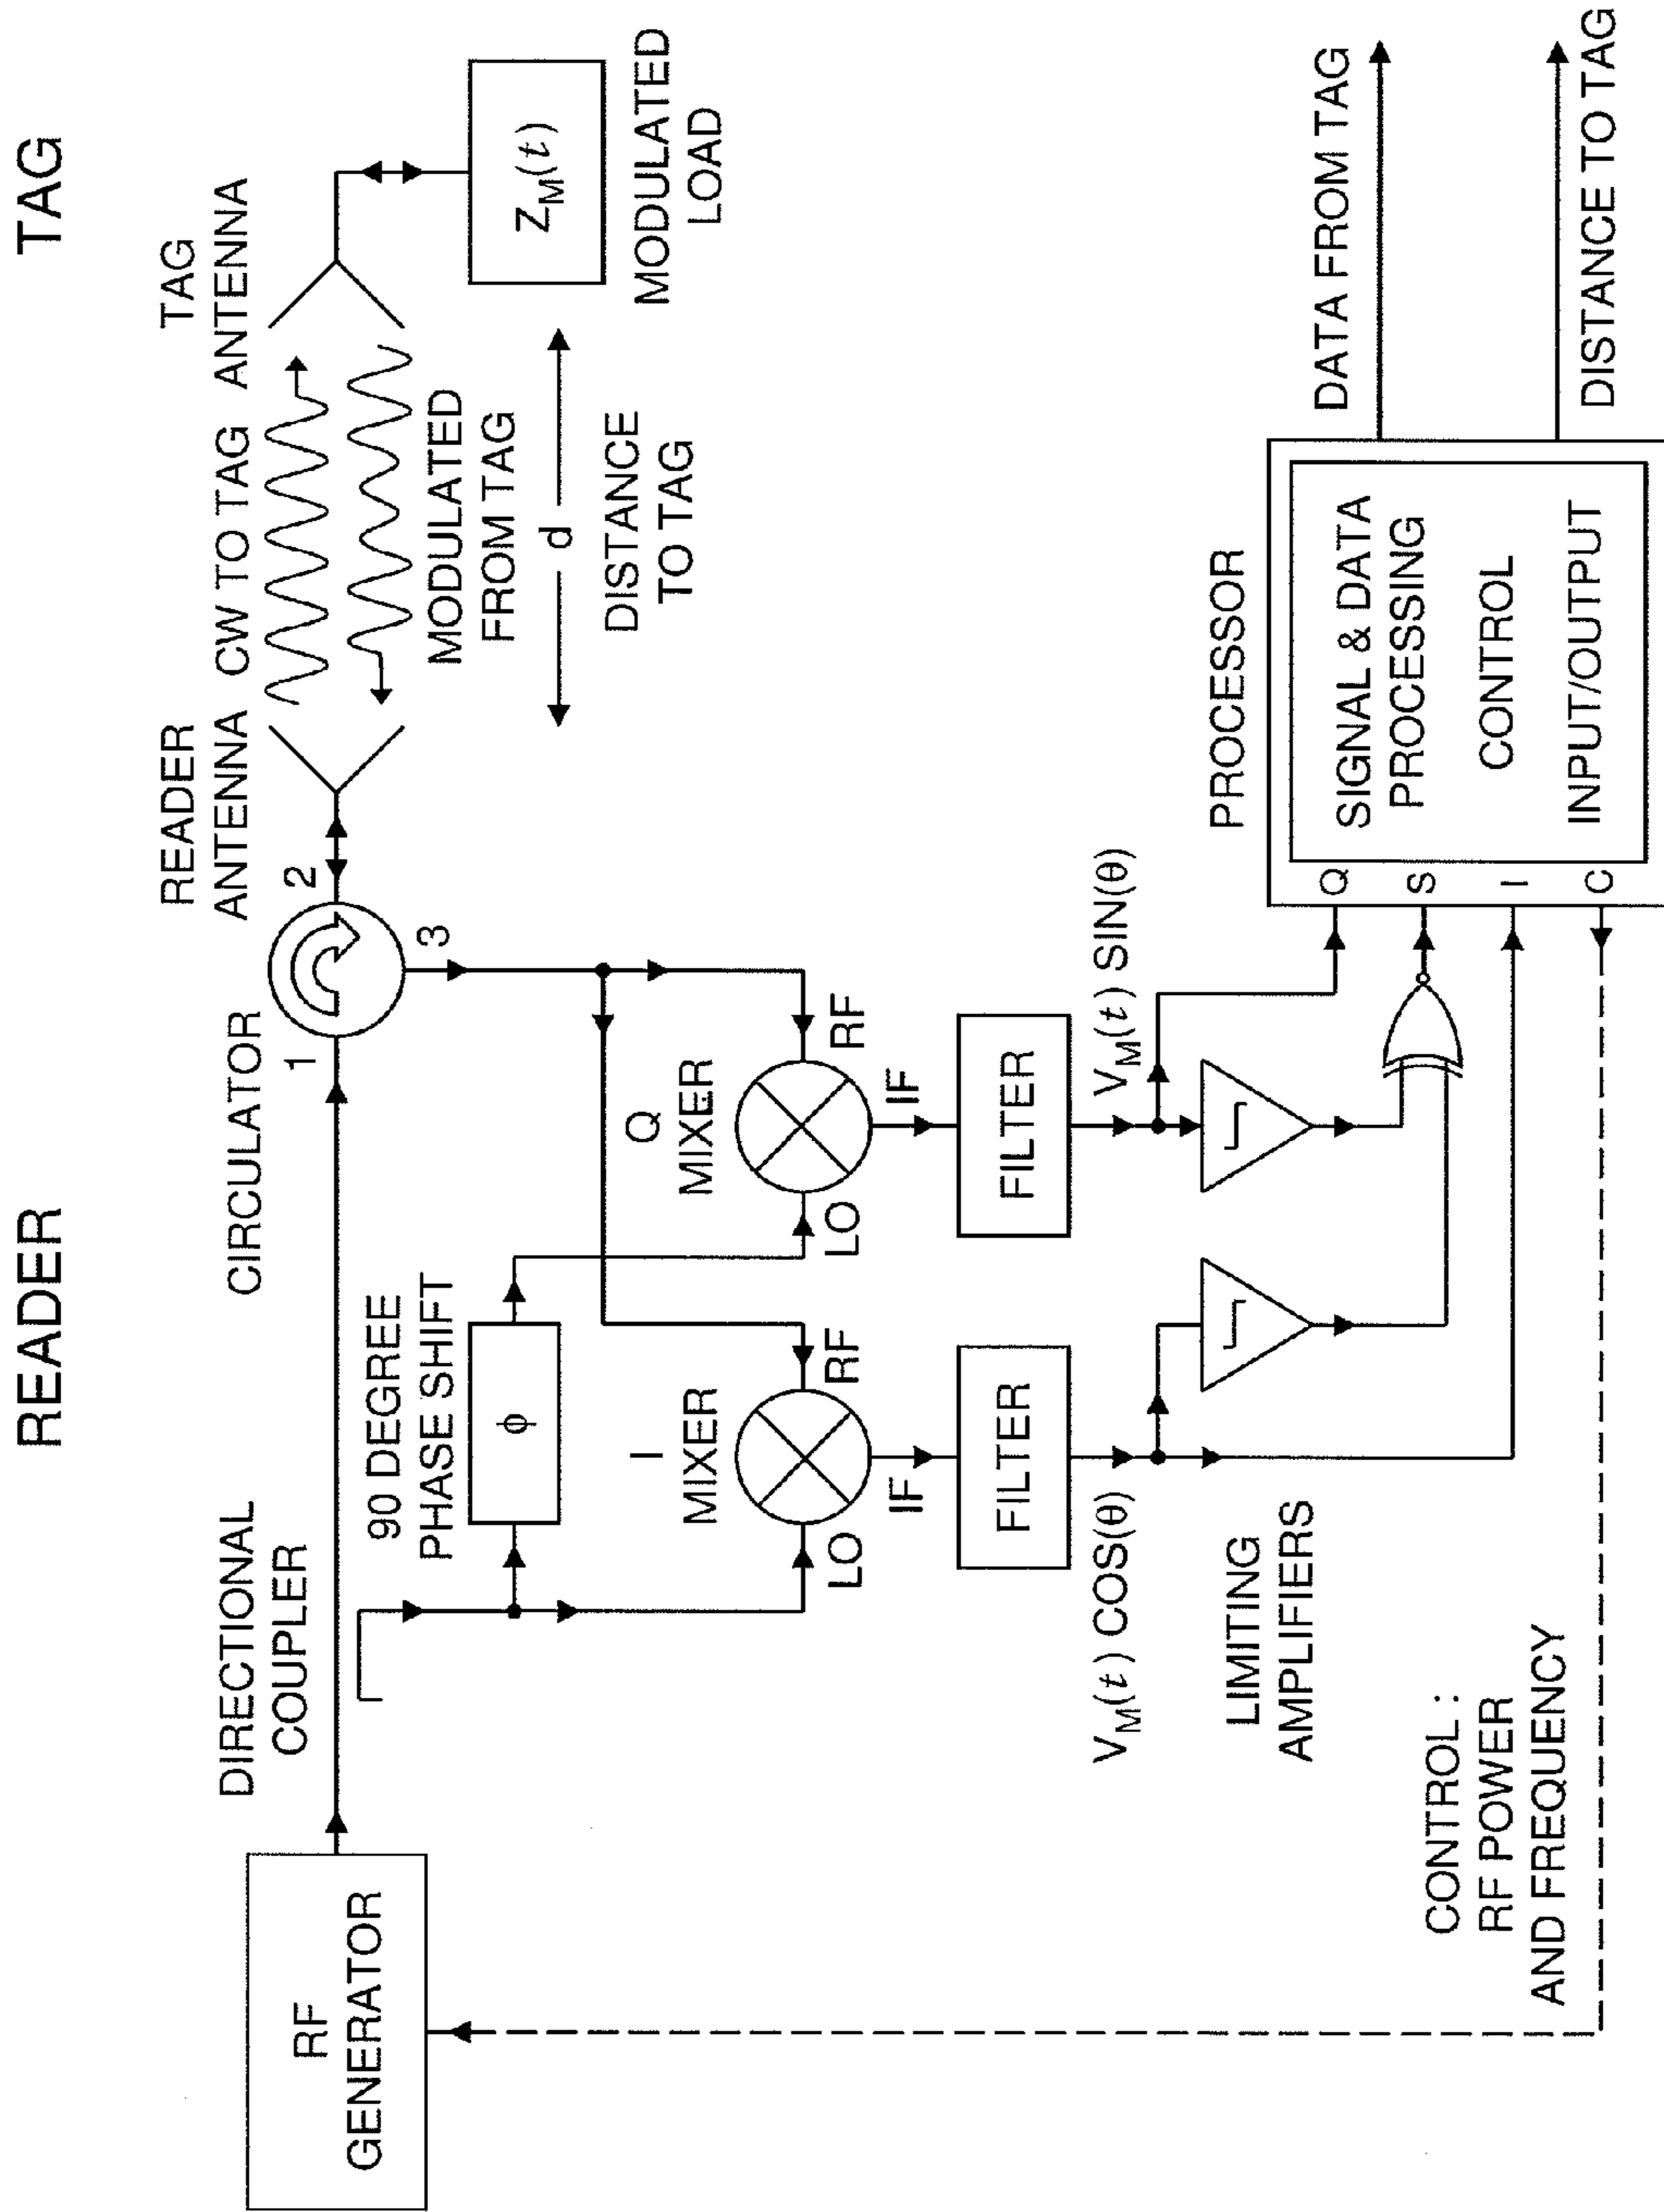 READER
TAG
RF
GENERATOR
DIRECTIONAL
COUPLER
CIRCULATOR
1
2
3
READER
ANTENNA
CW TO TAG
TAG
ANTENNA
MODULATED
FROM TAG
d
DISTANCE
TO TAG
Z_M(t)
MODULATED
LOAD
90 DEGREE
PHASE SHIFT
ϕ
I
MIXER
LO
RF
IF
Q
MIXER
LO
RF
IF
FILTER
FILTER
V_M(t) COS(θ)
V_M(t) SIN(θ)
LIMITING
AMPLIFIERS
PROCESSOR
Q
S
I
C
SIGNAL & DATA
PROCESSING
CONTROL
INPUT/OUTPUT
DATA FROM TAG
DISTANCE TO TAG
CONTROL :
RF POWER
AND FREQUENCY